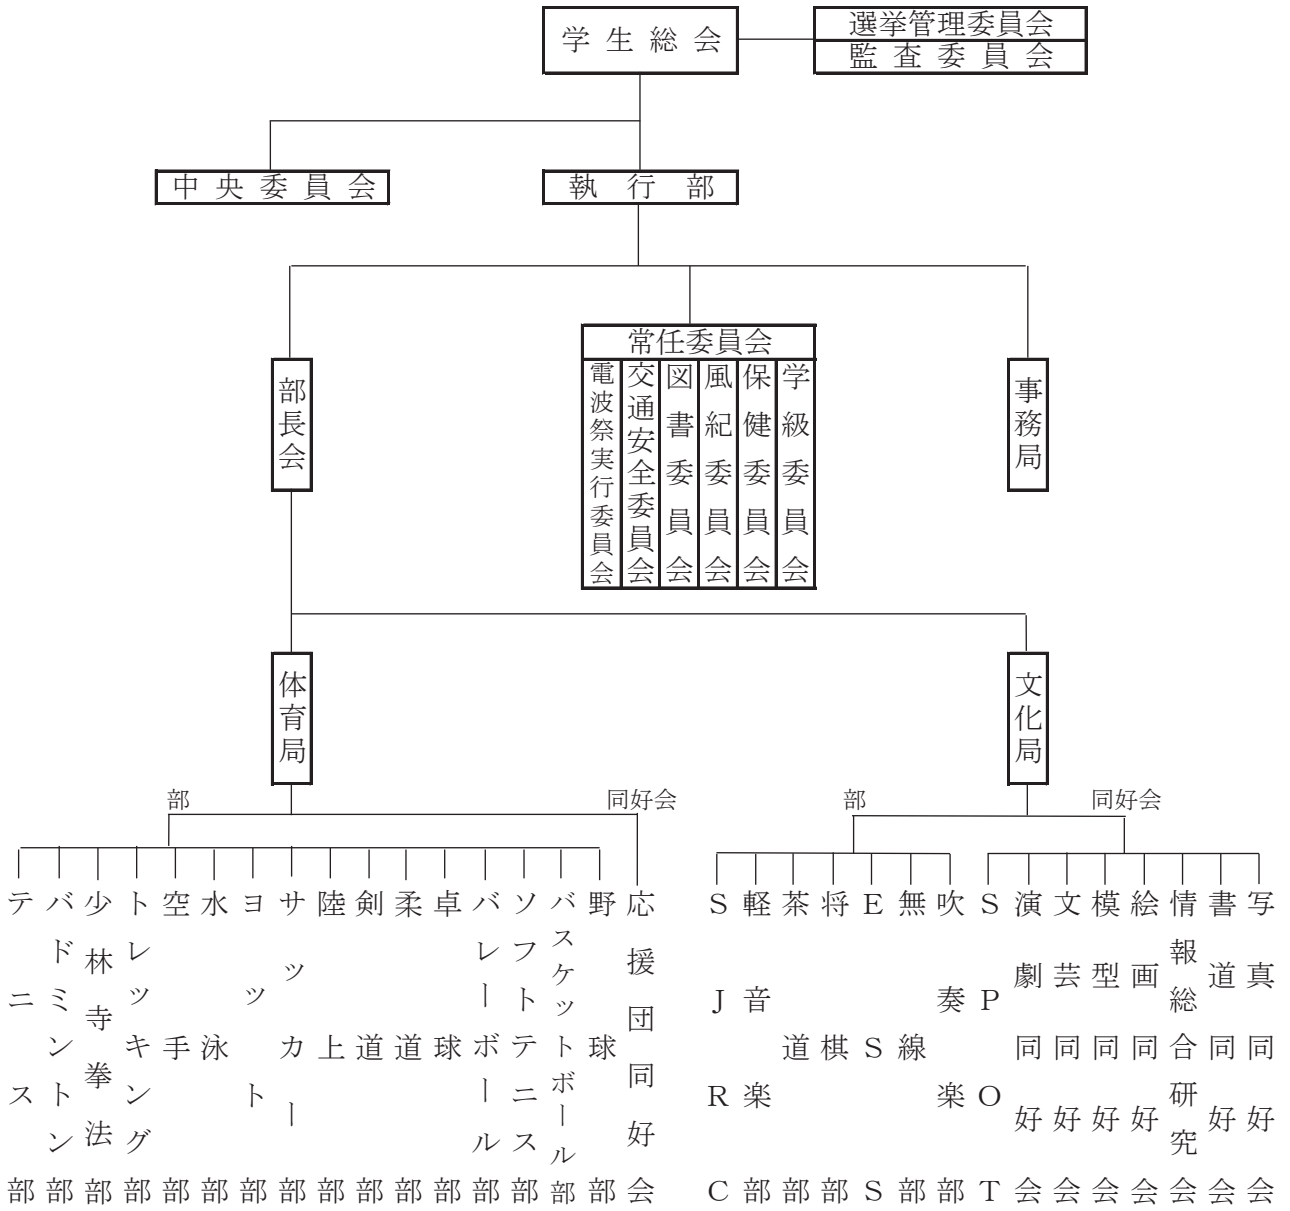 学生総会
選挙管理委員会
監査委員会
中央委員会
執行部
常任委員会
部長会
電波祭実行委員会
交通安全委員会
図書委員会
風紀委員会
保健委員会
学級委員会
事務局
体育局
文化局
部
同好会
部
同好会
テニス部
バドミントン部
少林寺拳法部
トレッキング部
空手部
水泳部
ヨット部
サッカー部
陸上部
剣道部
柔道部
卓球部
バレーボール部
ソフトテニス部
バスケットボール部
野球部
応援団同好会
SJRC
軽音楽部
茶道部
将棋部
ESS
無線部
吹奏楽部
SPOT
演劇同好会
文芸同好会
模型同好会
絵画同好会
情報総合研究会
書道同好会
写真同好会